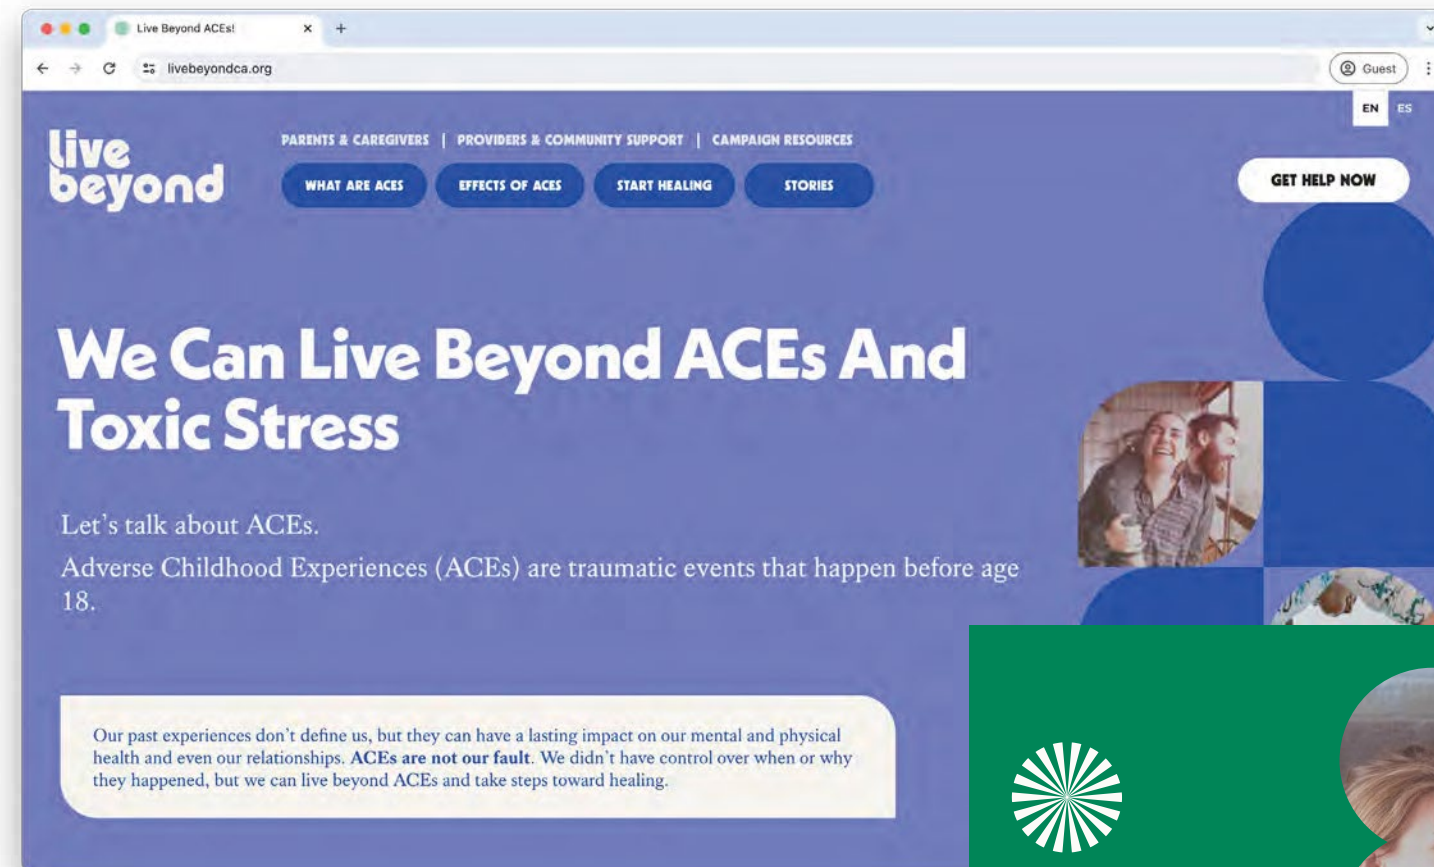 Live Beyond ACEs!
livebeyondca.org
Guest
EN ES
live
beyond
PARENTS & CAREGIVERS | PROVIDERS & COMMUNITY SUPPORT | CAMPAIGN RESOURCES
WHAT ARE ACES
EFFECTS OF ACES
START HEALING
STORIES
GET HELP NOW
We Can Live Beyond ACEs And
Toxic Stress
Let's talk about ACEs.
Adverse Childhood Experiences (ACEs) are traumatic events that happen before age
18.
Our past experiences don't define us, but they can have a lasting impact on our mental and physical
health and even our relationships. ACEs are not our fault. We didn't have control over when or why
they happened, but we can live beyond ACEs and take steps toward healing.